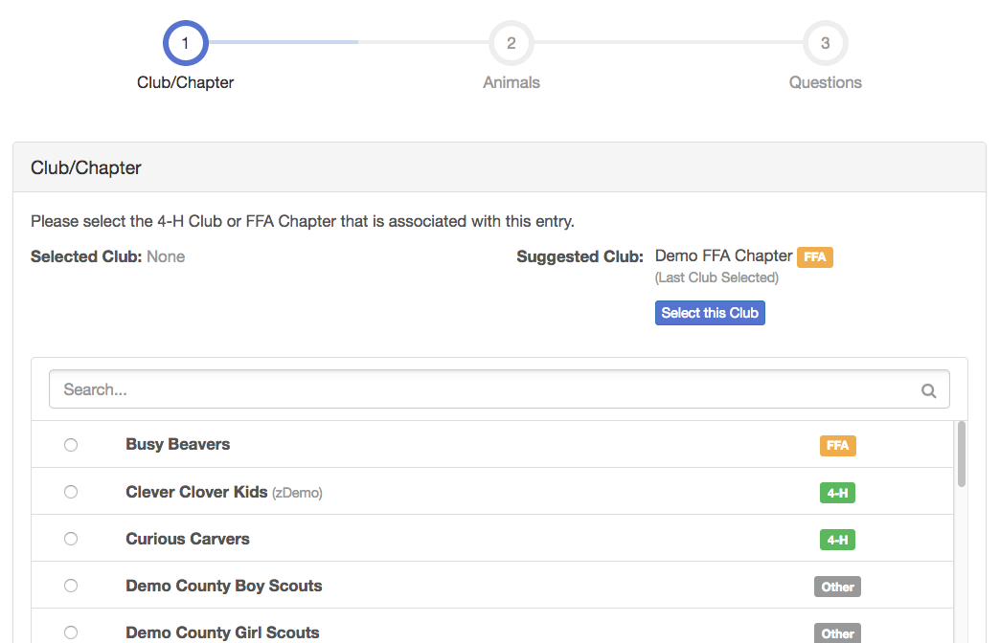 1 2 3
Club/Chapter Animals Questions
Club/Chapter
Please select the 4-H Club or FFA Chapter that is associated with this entry.
Selected Club: None
Suggested Club: Demo FFA Chapter FFA
(Last Club Selected)
Select this Club
Search...
Busy Beavers FFA
Clever Clover Kids (zDemo) 4-H
Curious Carvers 4-H
Demo County Boy Scouts Other
Demo County Girl Scouts Other